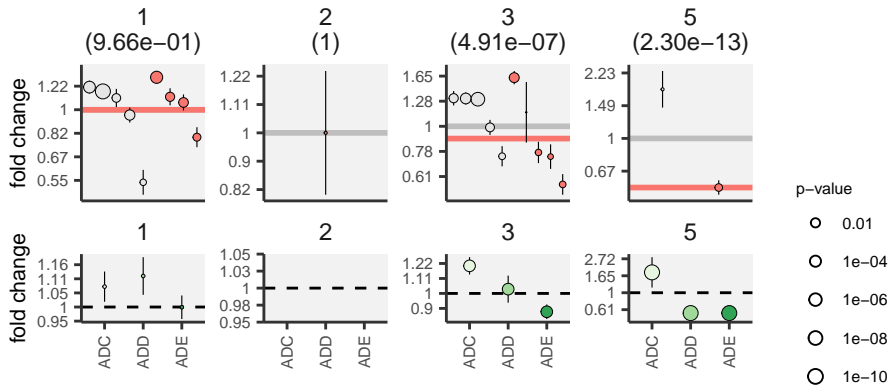 1
(9.66e−01)
2
(1)
3
(4.91e−07)
5
(2.30e−13)
fold change
1.22
1
0.82
0.67
0.55
1.22
1.11
1
0.9
0.82
1.65
1.28
1
0.78
0.61
2.23
1.49
1
0.67
1
2
3
5
fold change
1.16
1.11
1.05
1
0.95
1.05
1.03
1
0.98
0.95
1.22
1.11
1
0.9
2.72
1.65
1
0.61
ADC
ADD
ADE
ADC
ADD
ADE
ADC
ADD
ADE
ADC
ADD
ADE
p−value
0.01
1e−04
1e−06
1e−08
1e−10